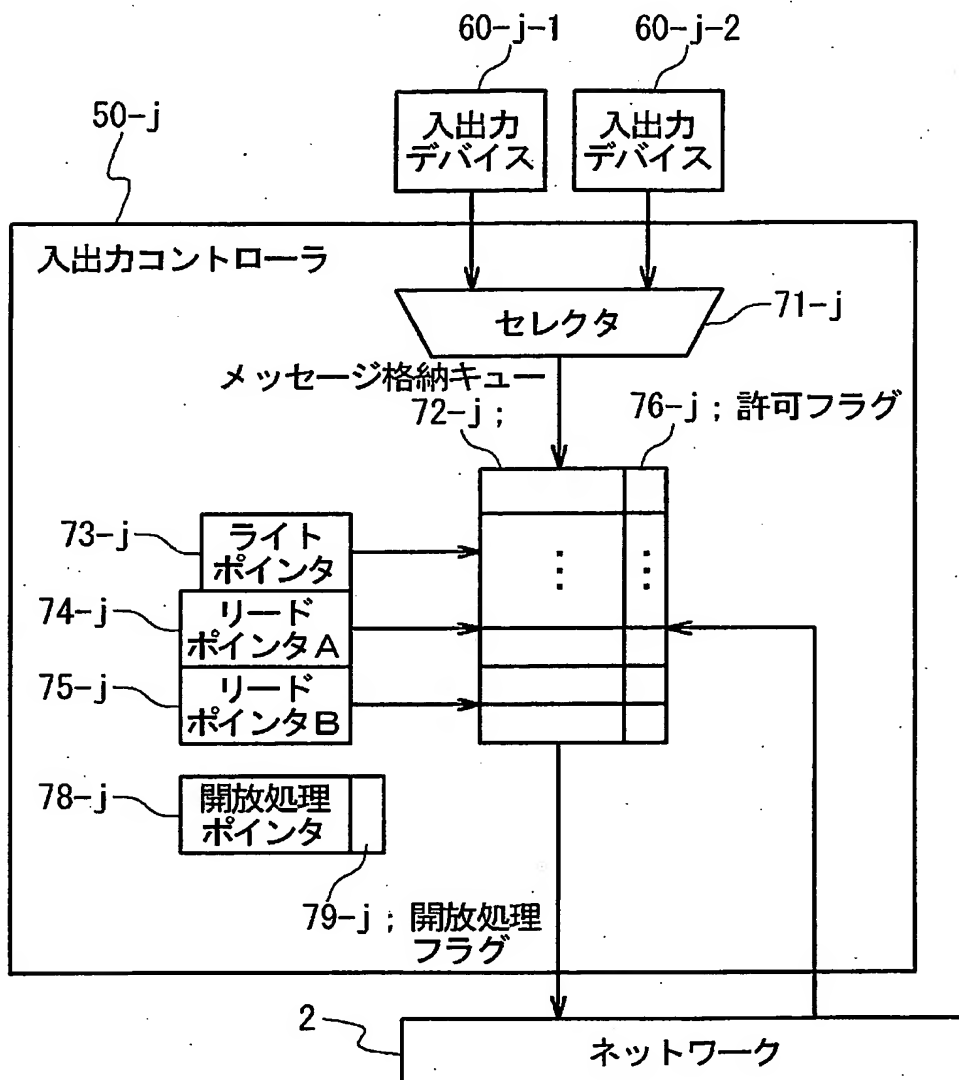 60-j-1
60-j-2
50-j
入出力
デバイス
入出力
デバイス
入出力コントローラ
セレクタ
71-j
メッセージ格納キュー
72-j ;
76-j ; 許可フラグ
73-j
ライト
ポインタ
74-j
リード
ポインタA
75-j
リード
ポインタB
78-j
開放処理
ポインタ
79-j ; 開放処理
フラグ
2
ネットワーク